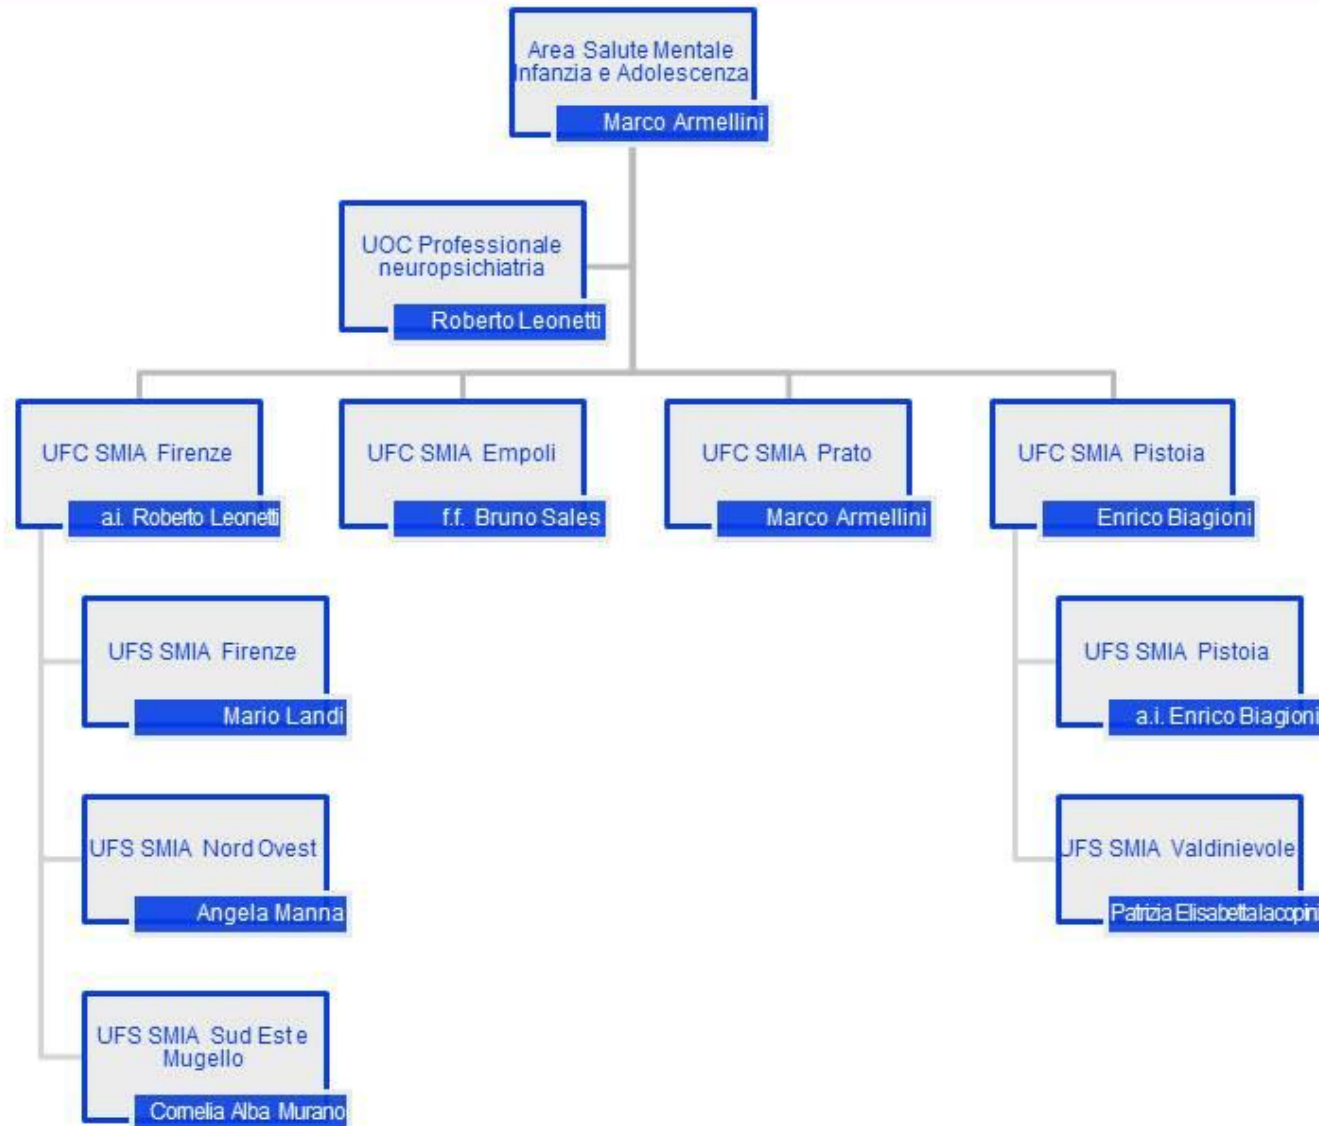 Area Salute Mentale
Infanzia e Adolescenza
Marco Armellini
UOC Professionale
neuropsichiatria
Roberto Leonetti
UFC SMIA Firenze
a.i. Roberto Leonetti
UFC SMIA Empoli
f.f. Bruno Sales
UFC SMIA Prato
Marco Armellini
UFC SMIA Pistoia
Enrico Biagioni
UFS SMIA Firenze
Mario Landi
UFS SMIA Pistoia
a.i. Enrico Biagioni
UFS SMIA Nord Ovest
Angela Manna
UFS SMIA Valdinievole
Patrizia Elisabetta Iacopini
UFS SMIA Sud Est e
Mugello
Cornelia Alba Murano